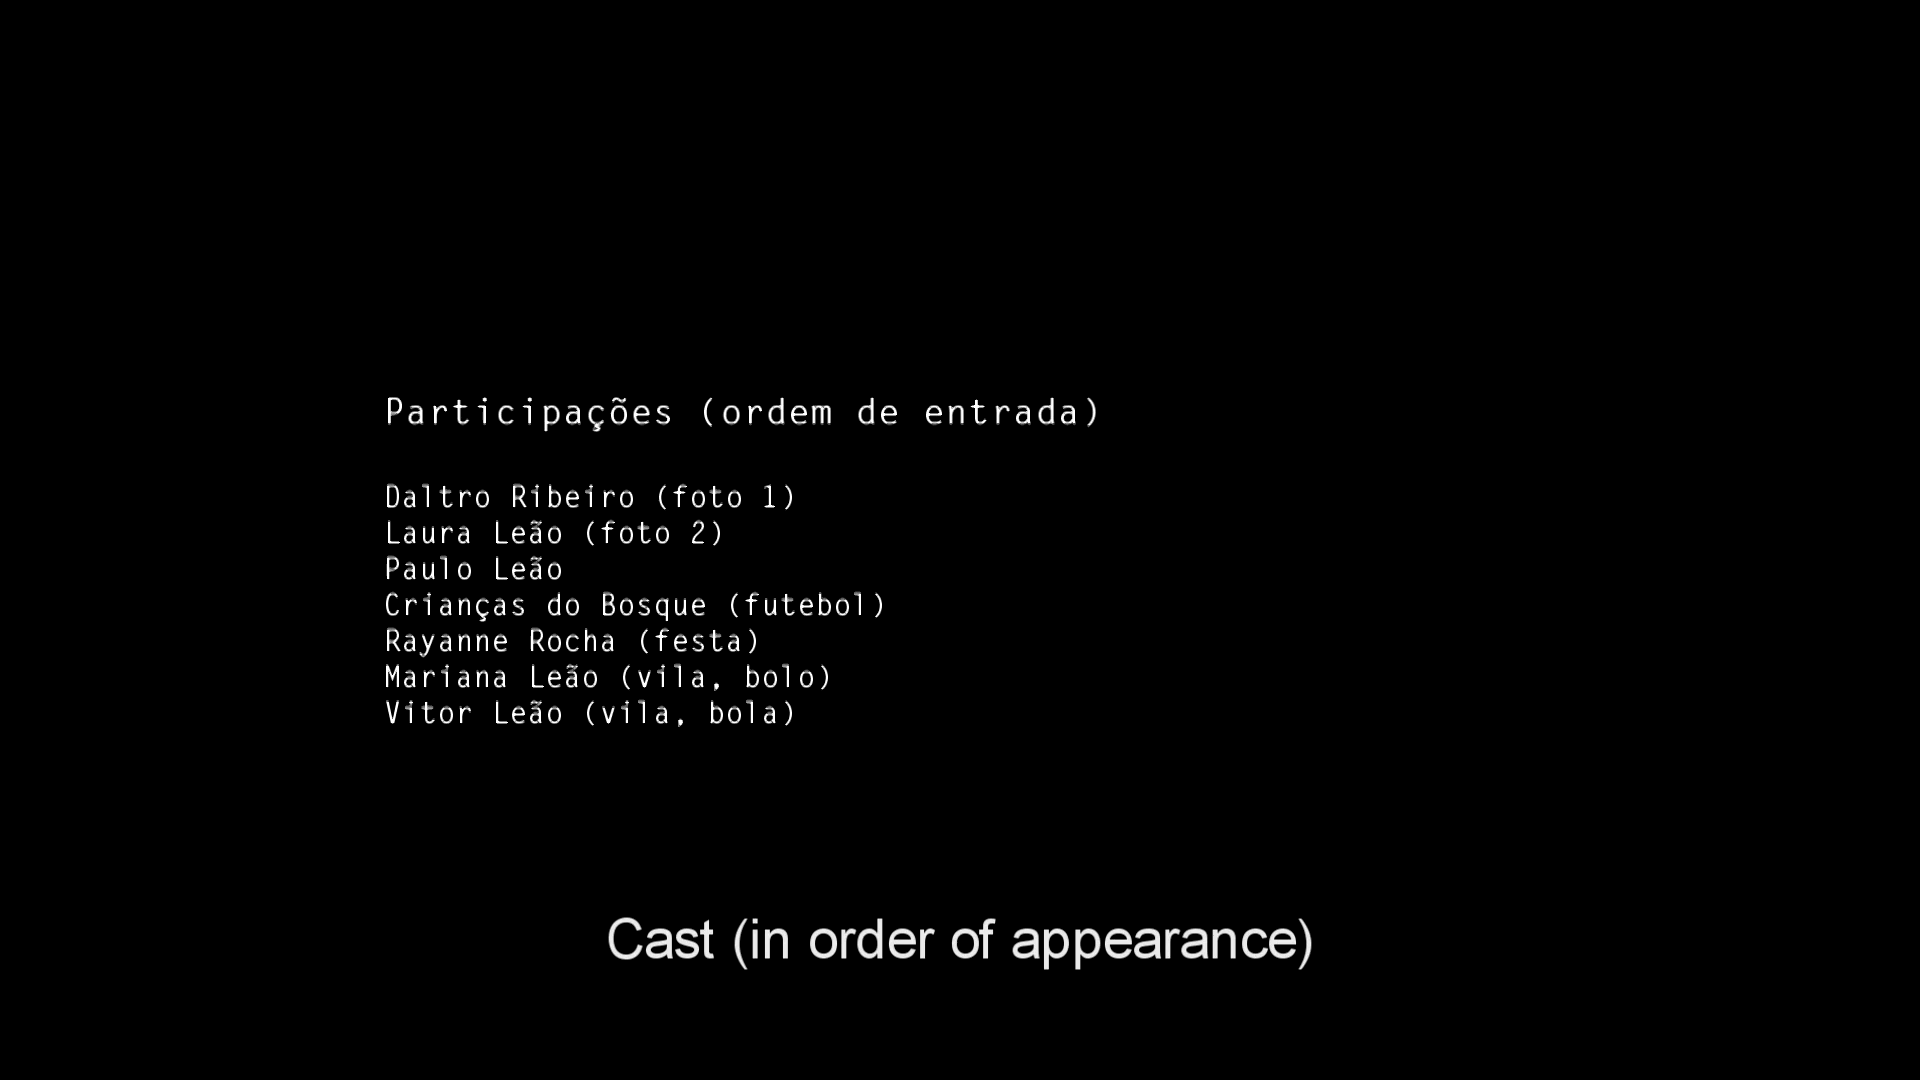 Participações (ordem de entrada)
Daltro Ribeiro (foto 1)
Laura Leão (foto 2)
Paulo Leão
Crianças do Bosque (futebol)
Rayanne Rocha (festa)
Mariana Leão (vila, bolo)
Vitor Leão (vila, bola)
Cast (in order of appearance)